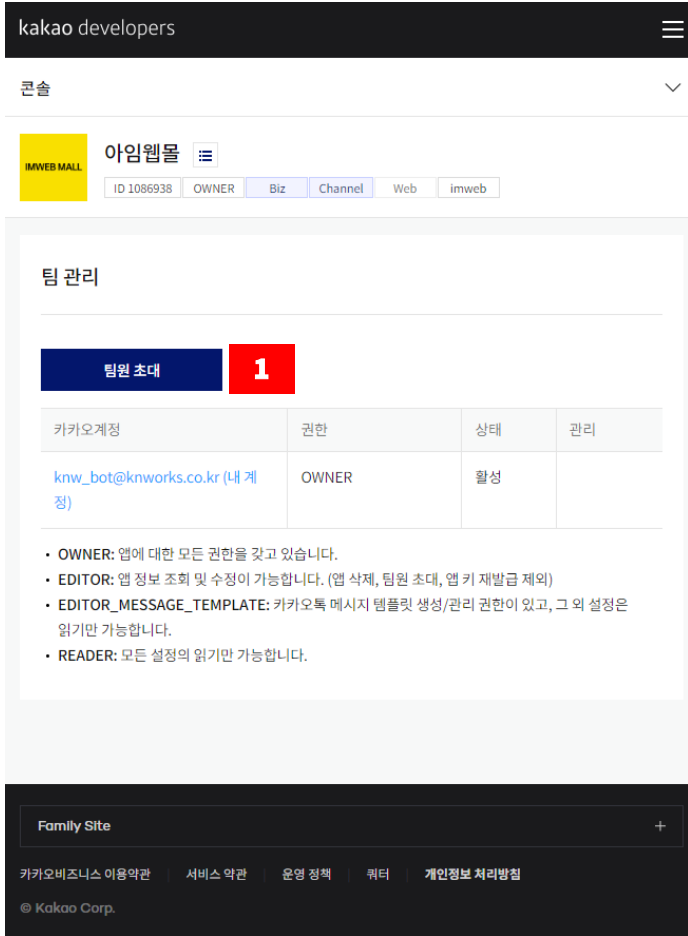 kakao developers
콘솔
IMWEB MALL
아임웹몰
ID 1086938 OWNER Biz Channel Web imweb
팀 관리
팀원 초대 1
카카오계정 권한 상태 관리
knw_bot@knworks.co.kr (내 계
정) OWNER 활성
• OWNER: 앱에 대한 모든 권한을 갖고 있습니다.
• EDITOR: 앱 정보 조회 및 수정이 가능합니다. (앱 삭제, 팀원 초대, 앱 키 재발급 제외)
• EDITOR_MESSAGE_TEMPLATE: 카카오톡 메시지 템플릿 생성/관리 권한이 있고, 그 외 설정은
읽기만 가능합니다.
• READER: 모든 설정의 읽기만 가능합니다.
Family Site
카카오비즈니스 이용약관 서비스 약관 운영 정책 쿼터 개인정보 처리방침
© Kakao Corp.